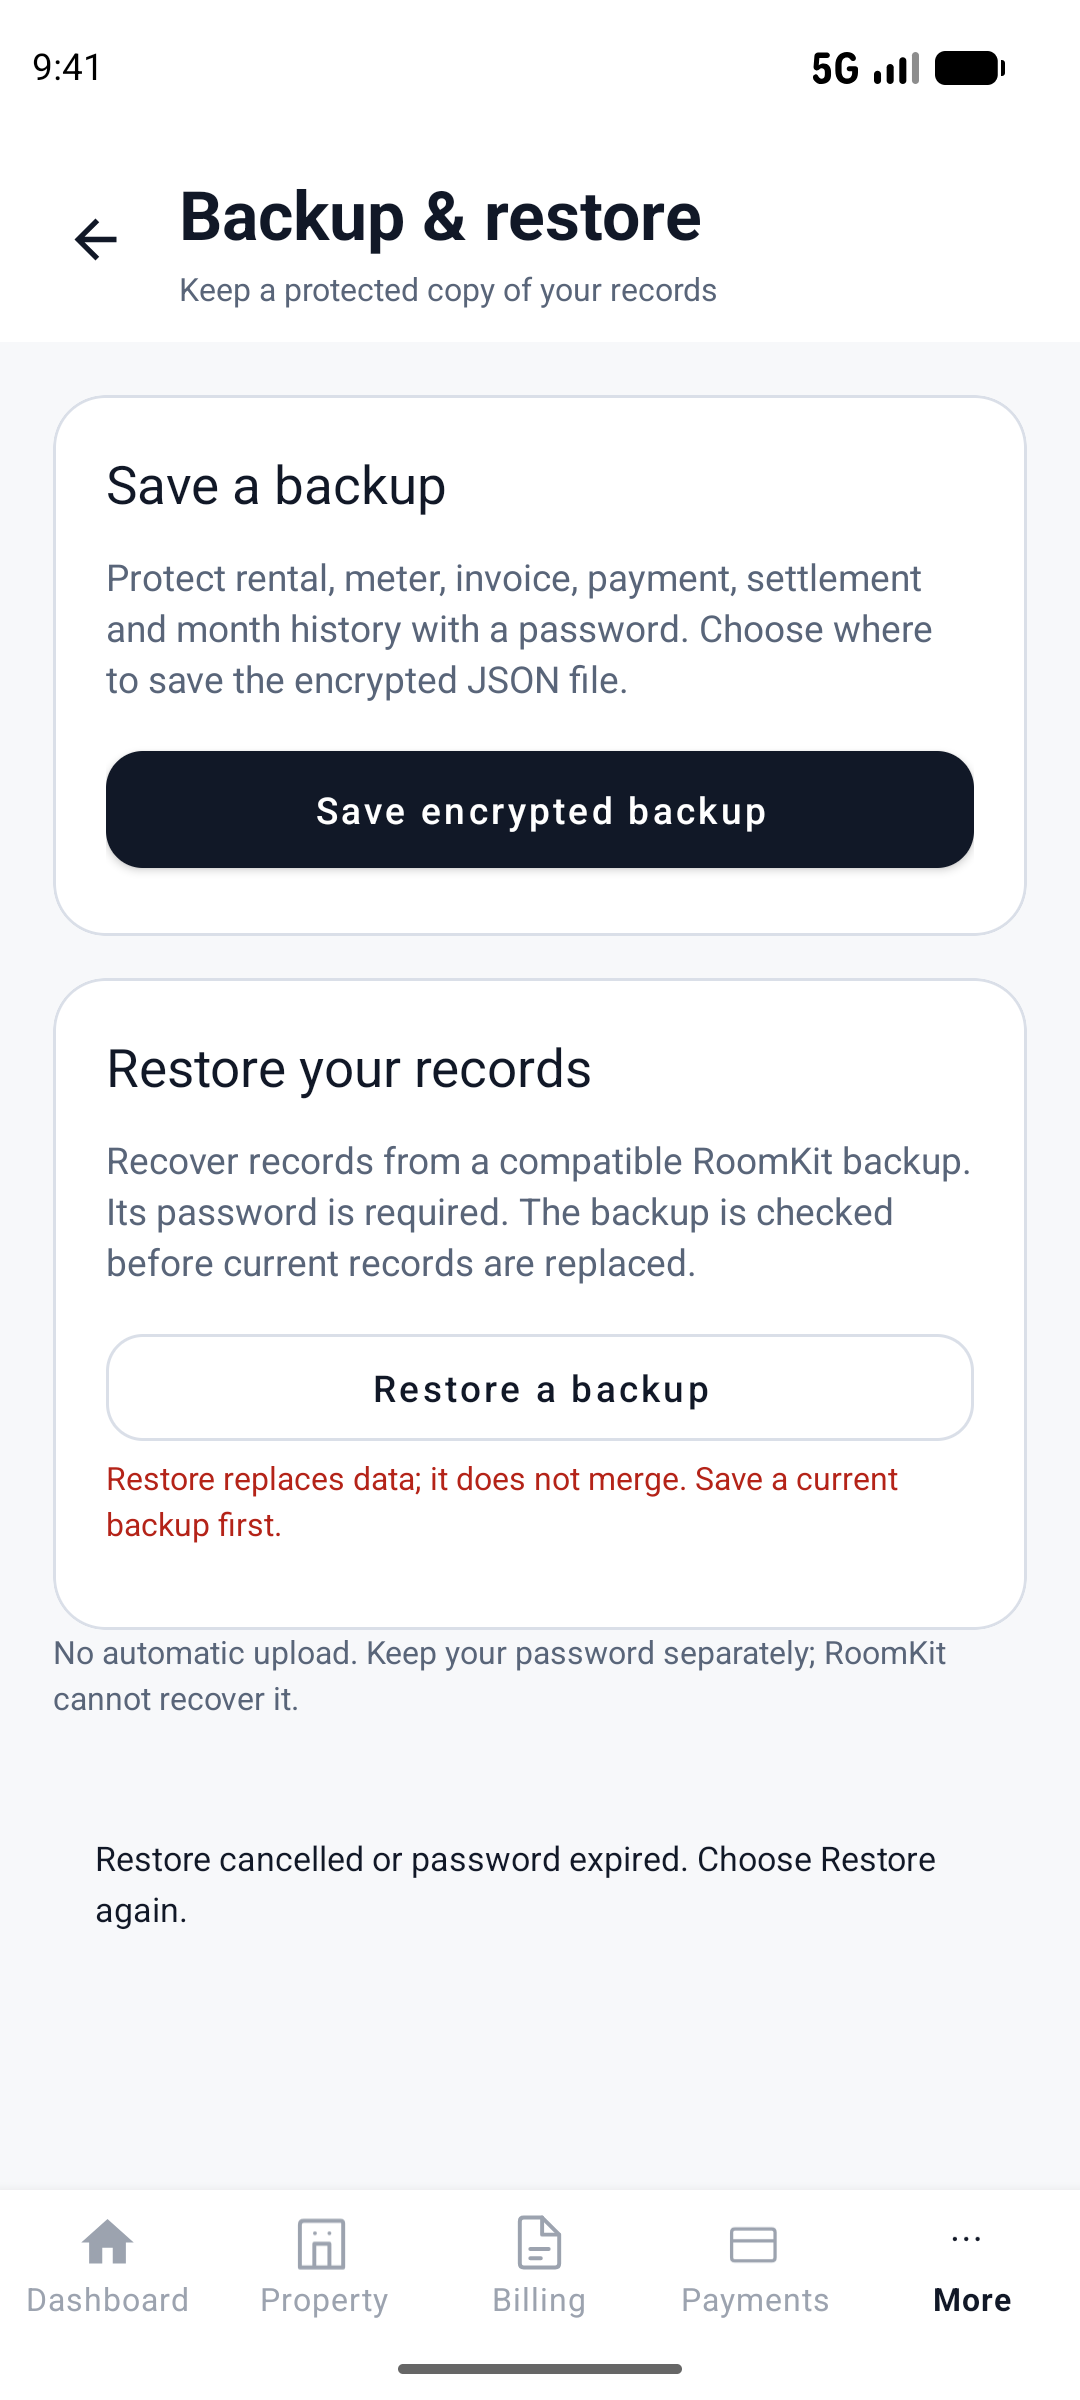 9:41
5G
Backup & restore
Keep a protected copy of your records
Save a backup
Protect rental, meter, invoice, payment, settlement
and month history with a password. Choose where
to save the encrypted JSON file.
Save encrypted backup
Restore your records
Recover records from a compatible RoomKit backup.
Its password is required. The backup is checked
before current records are replaced.
Restore a backup
Restore replaces data; it does not merge. Save a current
backup first.
No automatic upload. Keep your password separately; RoomKit
cannot recover it.
Restore cancelled or password expired. Choose Restore
again.
Dashboard
Property
Billing
Payments
More